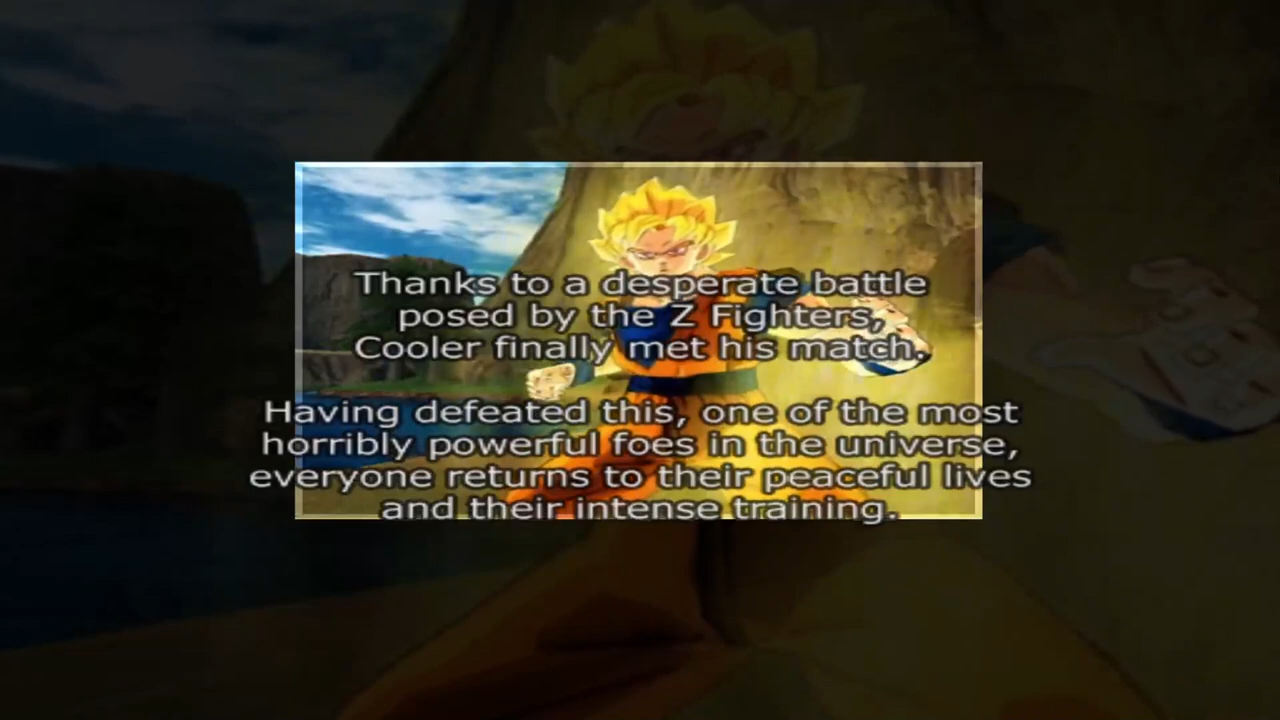 Thanks to a desperate battle
posed by the Z Fighters,
Cooler finally met his match.
Having defeated this, one of the most
horribly powerful foes in the universe,
everyone returns to their peaceful lives
and their intense training.